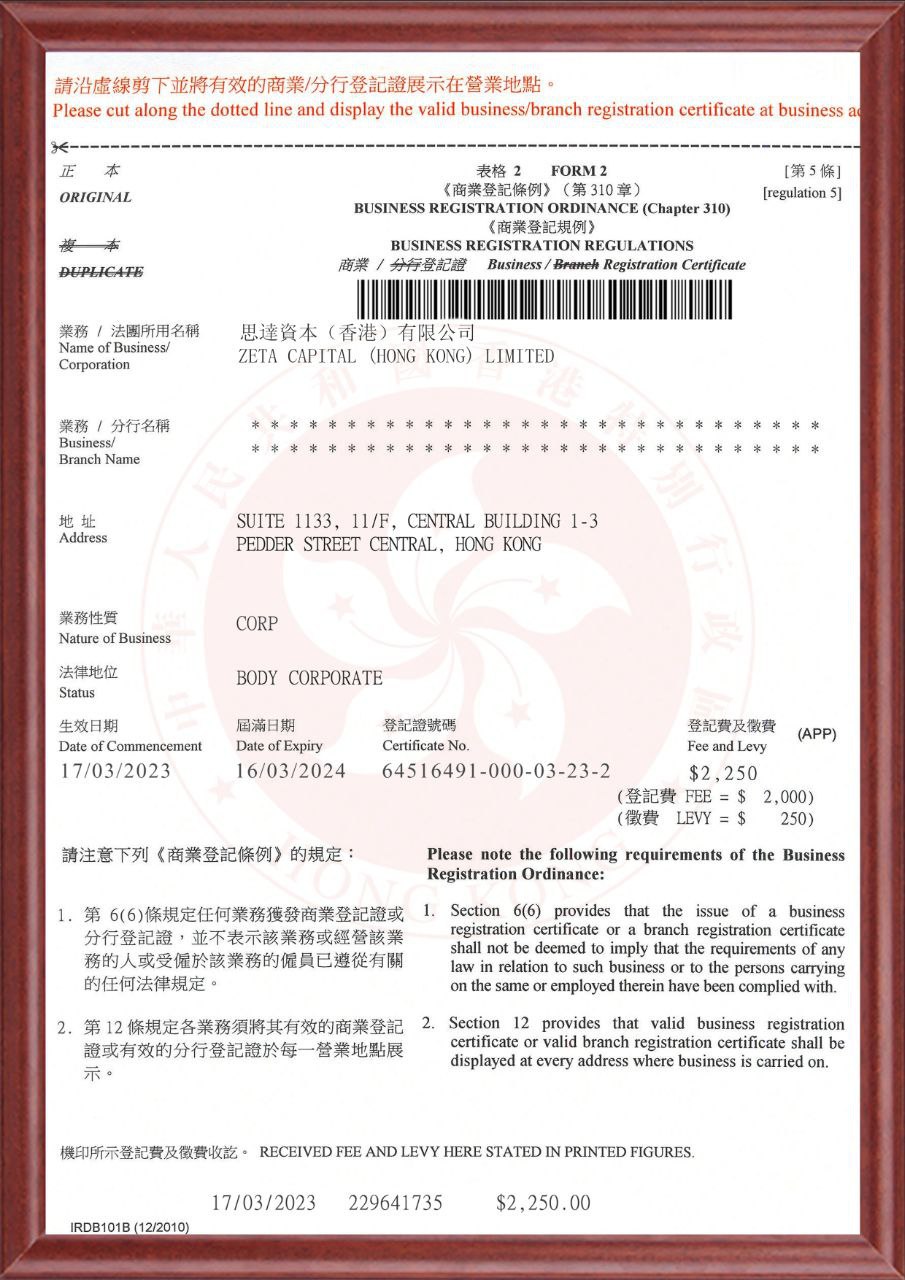 請沿虛線剪下並將有效的商業/分行登記證展示在營業地點。
Please cut along the dotted line and display the valid business/branch registration certificate at business
正 本
ORIGINAL
複 本
DUPLICATE
表格 2 FORM 2
《商業登記條例》（第 310 章）
BUSINESS REGISTRATION ORDINANCE (Chapter 310)
《商業登記規例》
BUSINESS REGISTRATION REGULATIONS
商業 / 分行登記證 Business / Branch Registration Certificate
[第 5 條]
[regulation 5]
業務 / 法團所用名稱
Name of Business/
Corporation
思達資本（香港）有限公司
ZETA CAPITAL (HONG KONG) LIMITED
業務 / 分行名稱
Business/
Branch Name
* * * * * * * * * * * * * * * * * * * * * * * * * * * * * *
* * * * * * * * * * * * * * * * * * * * * * * * * * * * * *
地 址
Address
SUITE 1133, 11/F, CENTRAL BUILDING 1-3
PEDDER STREET CENTRAL, HONG KONG
業務性質
Nature of Business
CORP
法律地位
Status
BODY CORPORATE
生效日期
Date of Commencement
17/03/2023
屆滿日期
Date of Expiry
16/03/2024
登記證號碼
Certificate No.
64516491-000-03-23-2
登記費及徵費
Fee and Levy
(APP)
$2,250
(登記費 FEE = $ 2,000)
(徵費 LEVY = $ 250)
請注意下列《商業登記條例》的規定：
1. 第 6(6)條規定任何業務獲發商業登記證或
分行登記證，並不表示該業務或經營該業
務的人或受僱於該業務的僱員已遵從有關
的任何法律規定。
2. 第 12 條規定各業務須將其有效的商業登記
證或有效的分行登記證於每一營業地點展
示。
Please note the following requirements of the Business
Registration Ordinance:
1. Section 6(6) provides that the issue of a business
registration certificate or a branch registration certificate
shall not be deemed to imply that the requirements of any
law in relation to such business or to the persons carrying
on the same or employed therein have been complied with.
2. Section 12 provides that valid business registration
certificate or valid branch registration certificate shall be
displayed at every address where business is carried on.
機印所示登記費及徵費收訖。 RECEIVED FEE AND LEVY HERE STATED IN PRINTED FIGURES.
17/03/2023 229641735 $2,250.00
IRDB101B (12/2010)
中華人民共和國香港特別行政區
HONG KONG